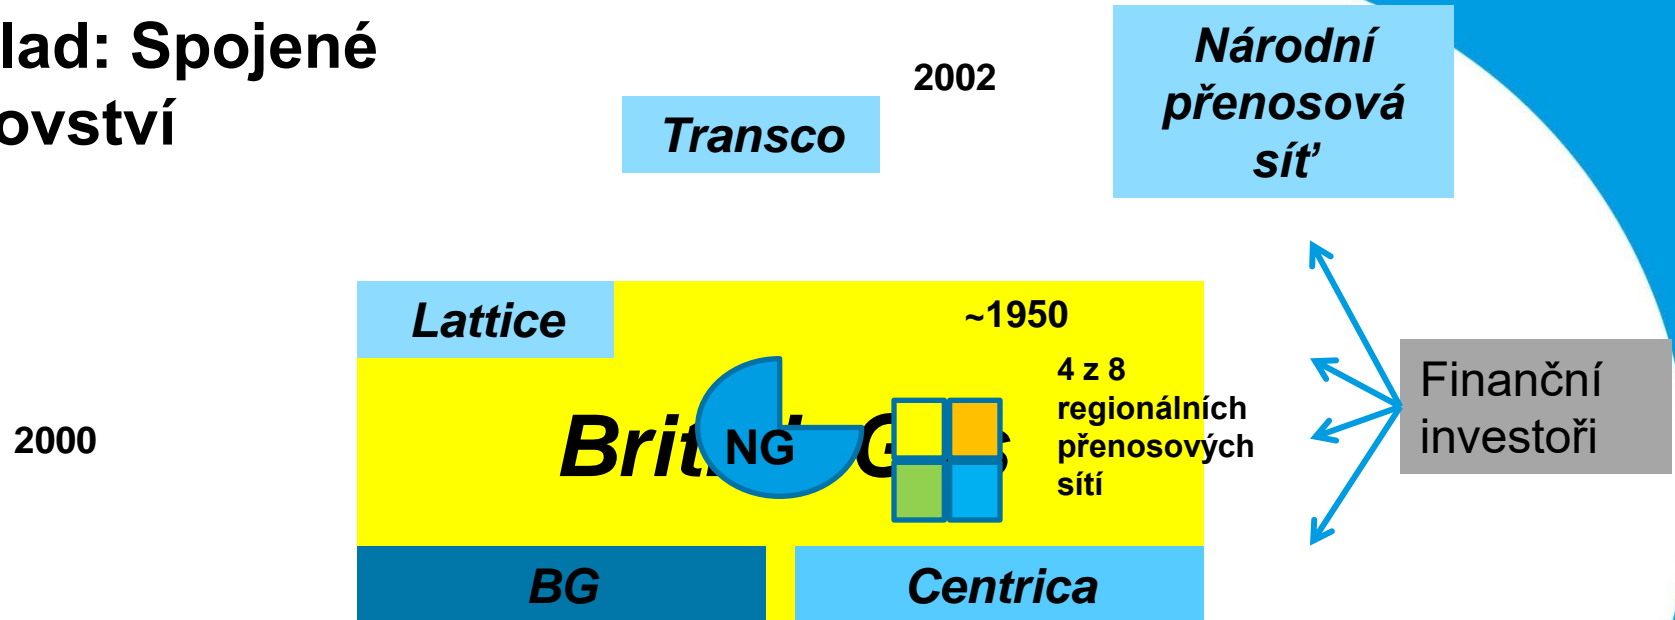 lad: Spojené
ovství
2002
Národní
přenosová
síť
Transco
Lattice
~1950
4 z 8
regionálních
přenosových
sítí
Finanční
investoři
2000
NG
BG
Centrica